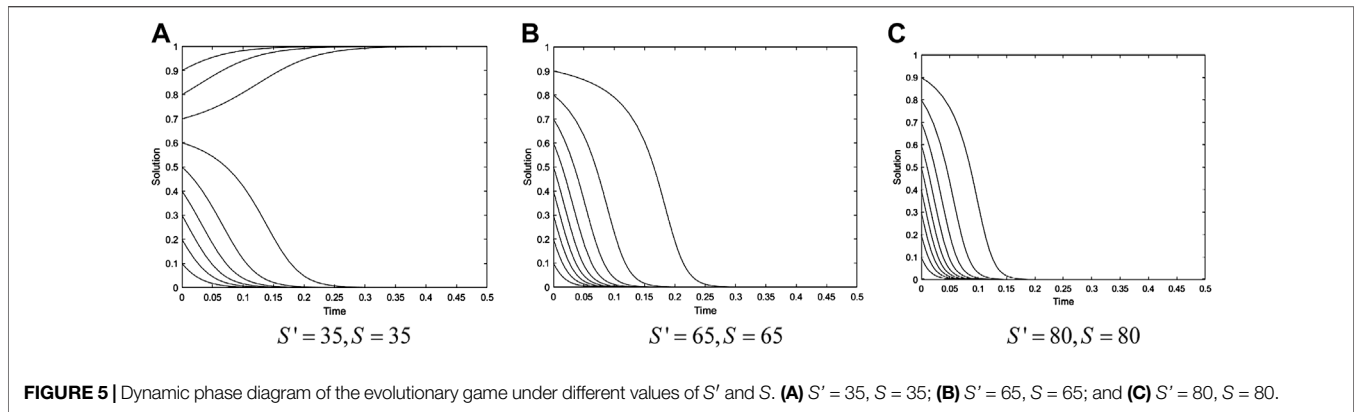 A
1
0.9
0.8
0.7
0.6
0.5
0.4
0.3
0.2
0.1
0
Solution
0 0.05 0.1 0.15 0.2 0.25 0.3 0.35 0.4 0.45 0.5
Time
S' = 35, S = 35
B
1
0.9
0.8
0.7
0.6
0.5
0.4
0.3
0.2
0.1
0
Solution
0 0.05 0.1 0.15 0.2 0.25 0.3 0.35 0.4 0.45 0.5
Time
S' = 65, S = 65
C
1
0.9
0.8
0.7
0.6
0.5
0.4
0.3
0.2
0.1
0
Solution
0 0.05 0.1 0.15 0.2 0.25 0.3 0.35 0.4 0.45 0.5
Time
S' = 80, S = 80
FIGURE 5 | Dynamic phase diagram of the evolutionary game under different values of S′ and S. (A) S′ = 35, S = 35; (B) S′ = 65, S = 65; and (C) S′ = 80, S = 80.